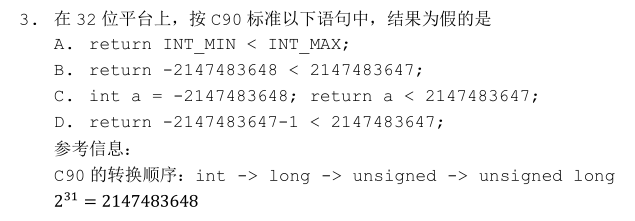 3. 在 32 位平台上，按 C90 标准以下语句中，结果为假的是
A. return INT_MIN < INT_MAX;
B. return -2147483648 < 2147483647;
C. int a = -2147483648; return a < 2147483647;
D. return -2147483647-1 < 2147483647;
参考信息：
C90 的转换顺序：int -> long -> unsigned -> unsigned long
2³¹ = 2147483648